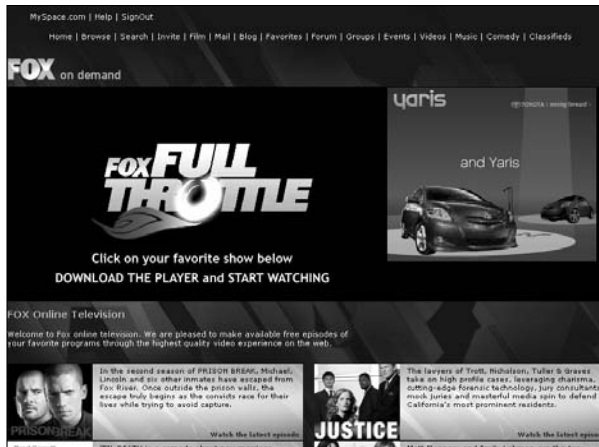 MySpace.com | Help | SignOut
Home | Browse | Search | Invite | Film | Mail | Blog | Favorites | Forum | Groups | Events | Videos | Music | Comedy | Classifieds
FOX on demand
yaris
TOYOTA | moving forward
and Yaris
FOX FULL
THROTTLE
Click on your favorite show below
DOWNLOAD THE PLAYER and START WATCHING
FOX Online Television
Welcome to Fox online television. We are pleased to make available free episodes of
your favorite programs through the highest quality video experience on the web.
In the second season of PRISON BREAK, Michael,
Lincoln and six other inmates have escaped from
Fox River. Once outside the prison walls, the
escape truly begins as the convicts race for their
lives while trying to avoid capture.
PRISON BREAK
Watch the latest episode
The lawyers of Trott, Nicholson, Tuller & Graves
take on high profile cases, leveraging charisma,
cutting-edge forensic technology, jury consultants
mock juries and masterful media spin to defend
California's most prominent residents.
JUSTICE
Watch the latest episode